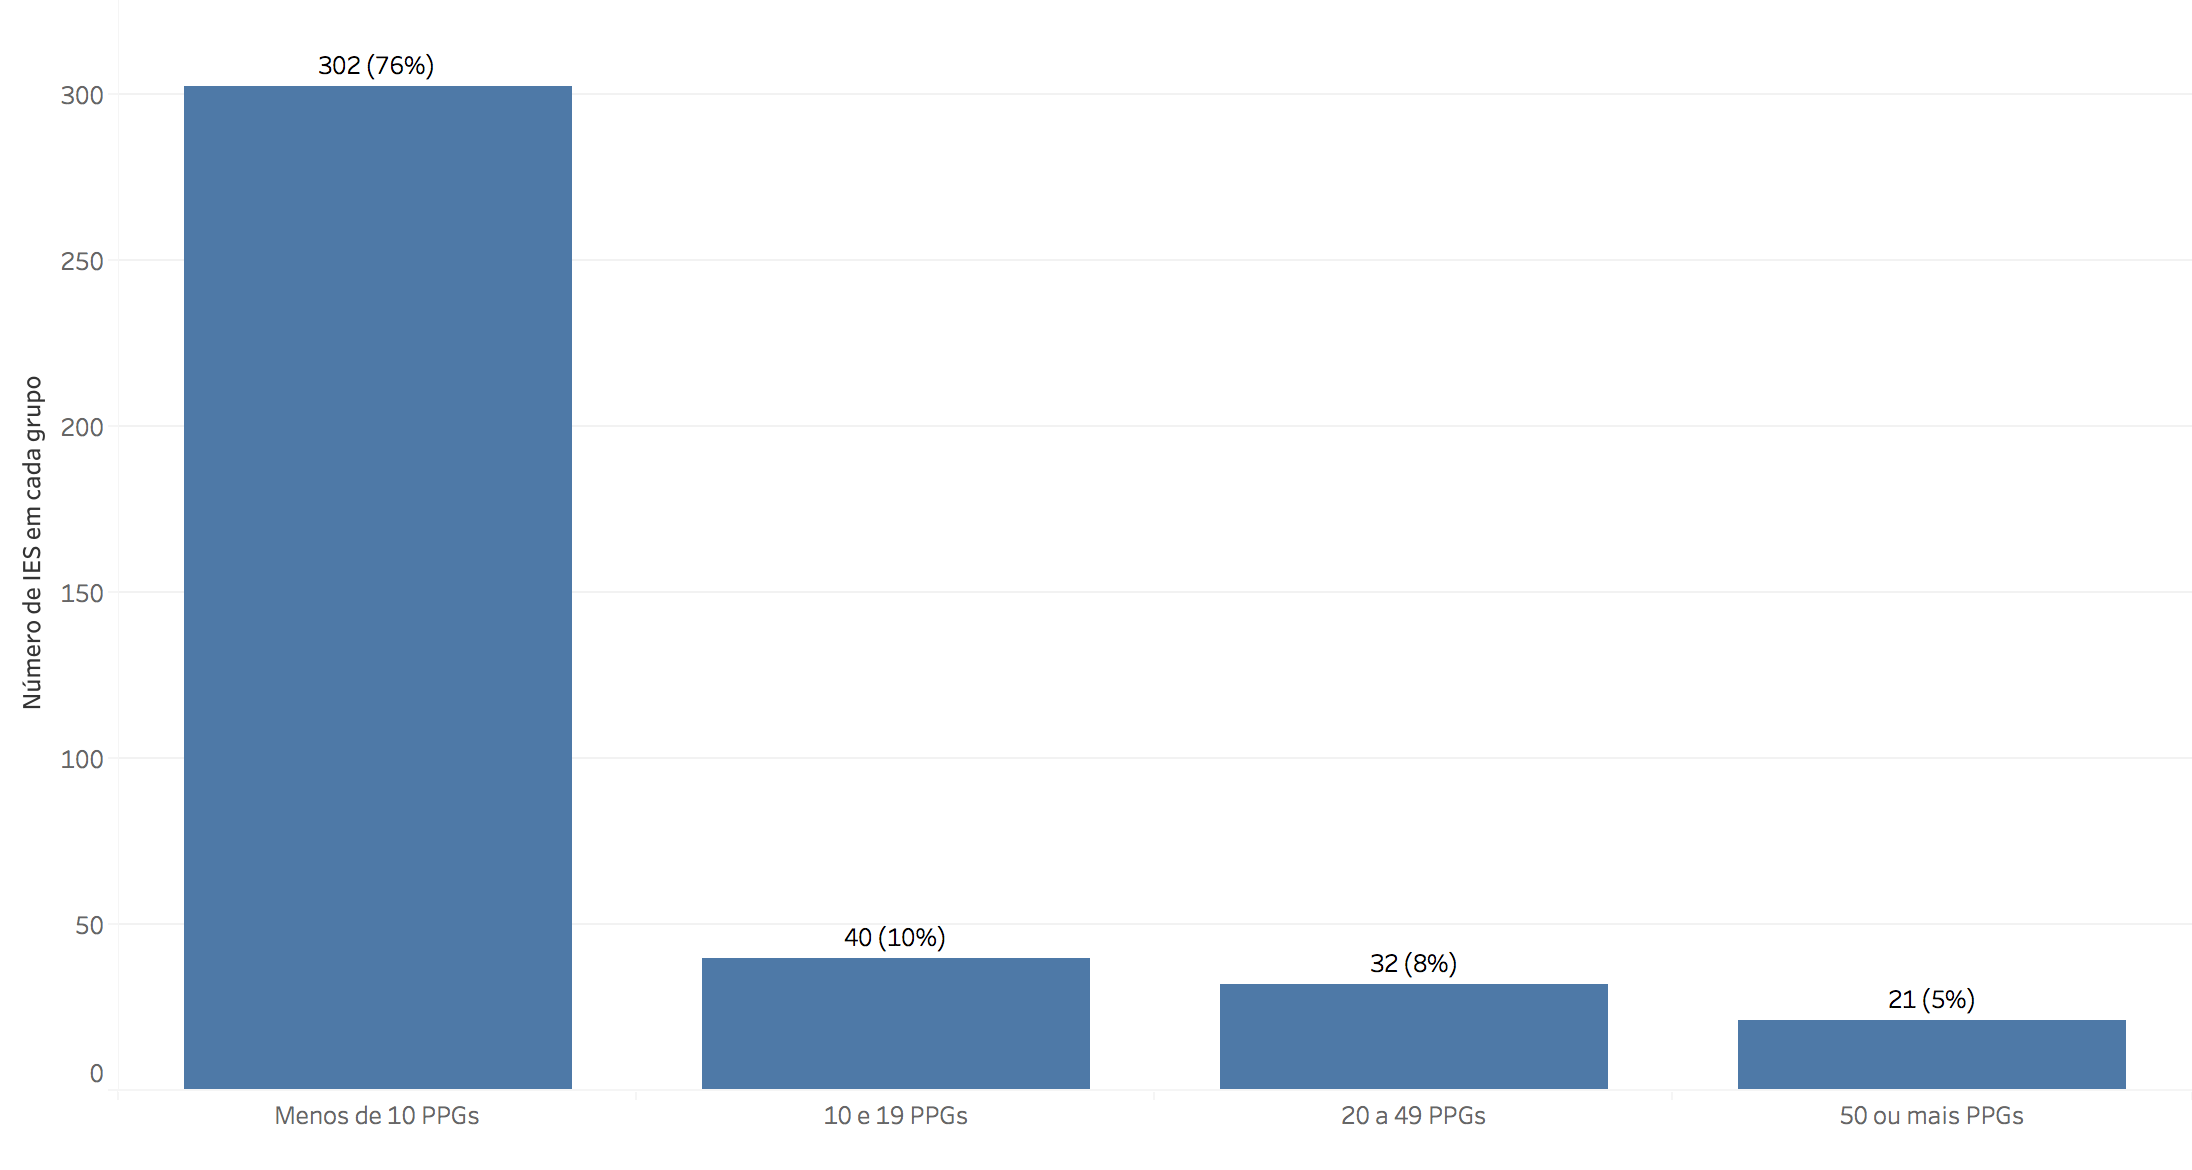 302 (76%)
300
250
200
150
100
50
0
Número de IES em cada grupo
40 (10%)
32 (8%)
21 (5%)
Menos de 10 PPGs
10 e 19 PPGs
20 a 49 PPGs
50 ou mais PPGs